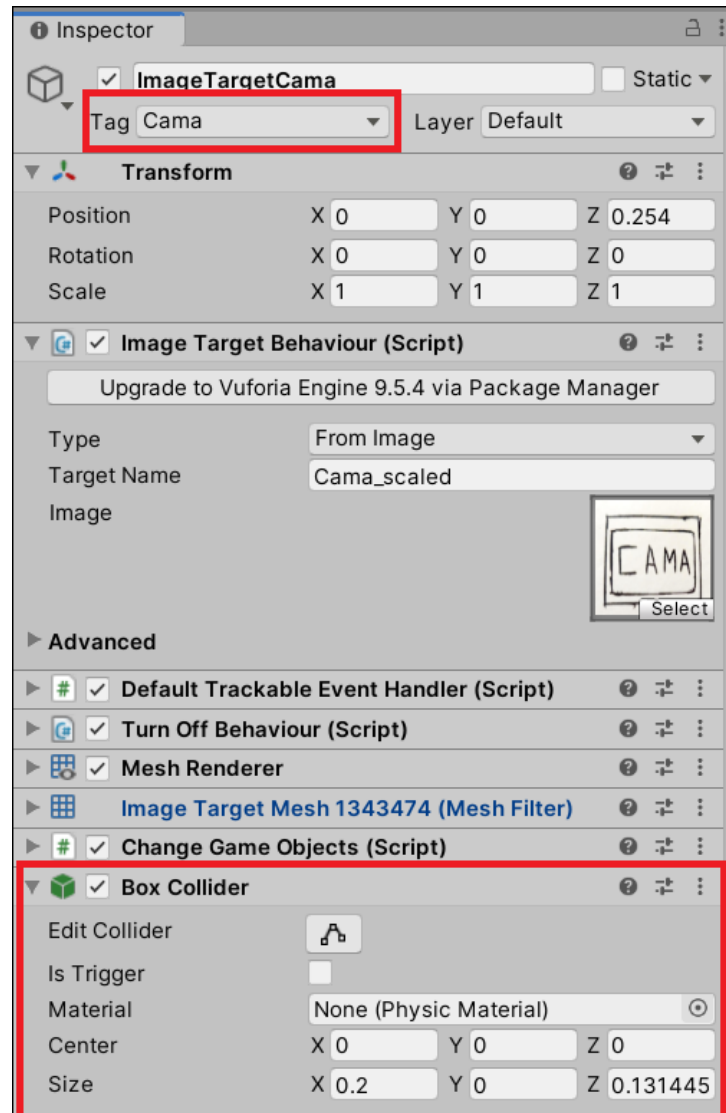 Inspector
ImageTargetCama Static
Tag Cama Layer Default
Transform
Position X 0 Y 0 Z 0.254
Rotation X 0 Y 0 Z 0
Scale X 1 Y 1 Z 1
Image Target Behaviour (Script)
Upgrade to Vuforia Engine 9.5.4 via Package Manager
Type From Image
Target Name Cama_scaled
Image
CAMA
Select
Advanced
# Default Trackable Event Handler (Script)
Turn Off Behaviour (Script)
Mesh Renderer
Image Target Mesh 1343474 (Mesh Filter)
# Change Game Objects (Script)
Box Collider
Edit Collider
Is Trigger
Material None (Physic Material)
Center X 0 Y 0 Z 0
Size X 0.2 Y 0 Z 0.131445